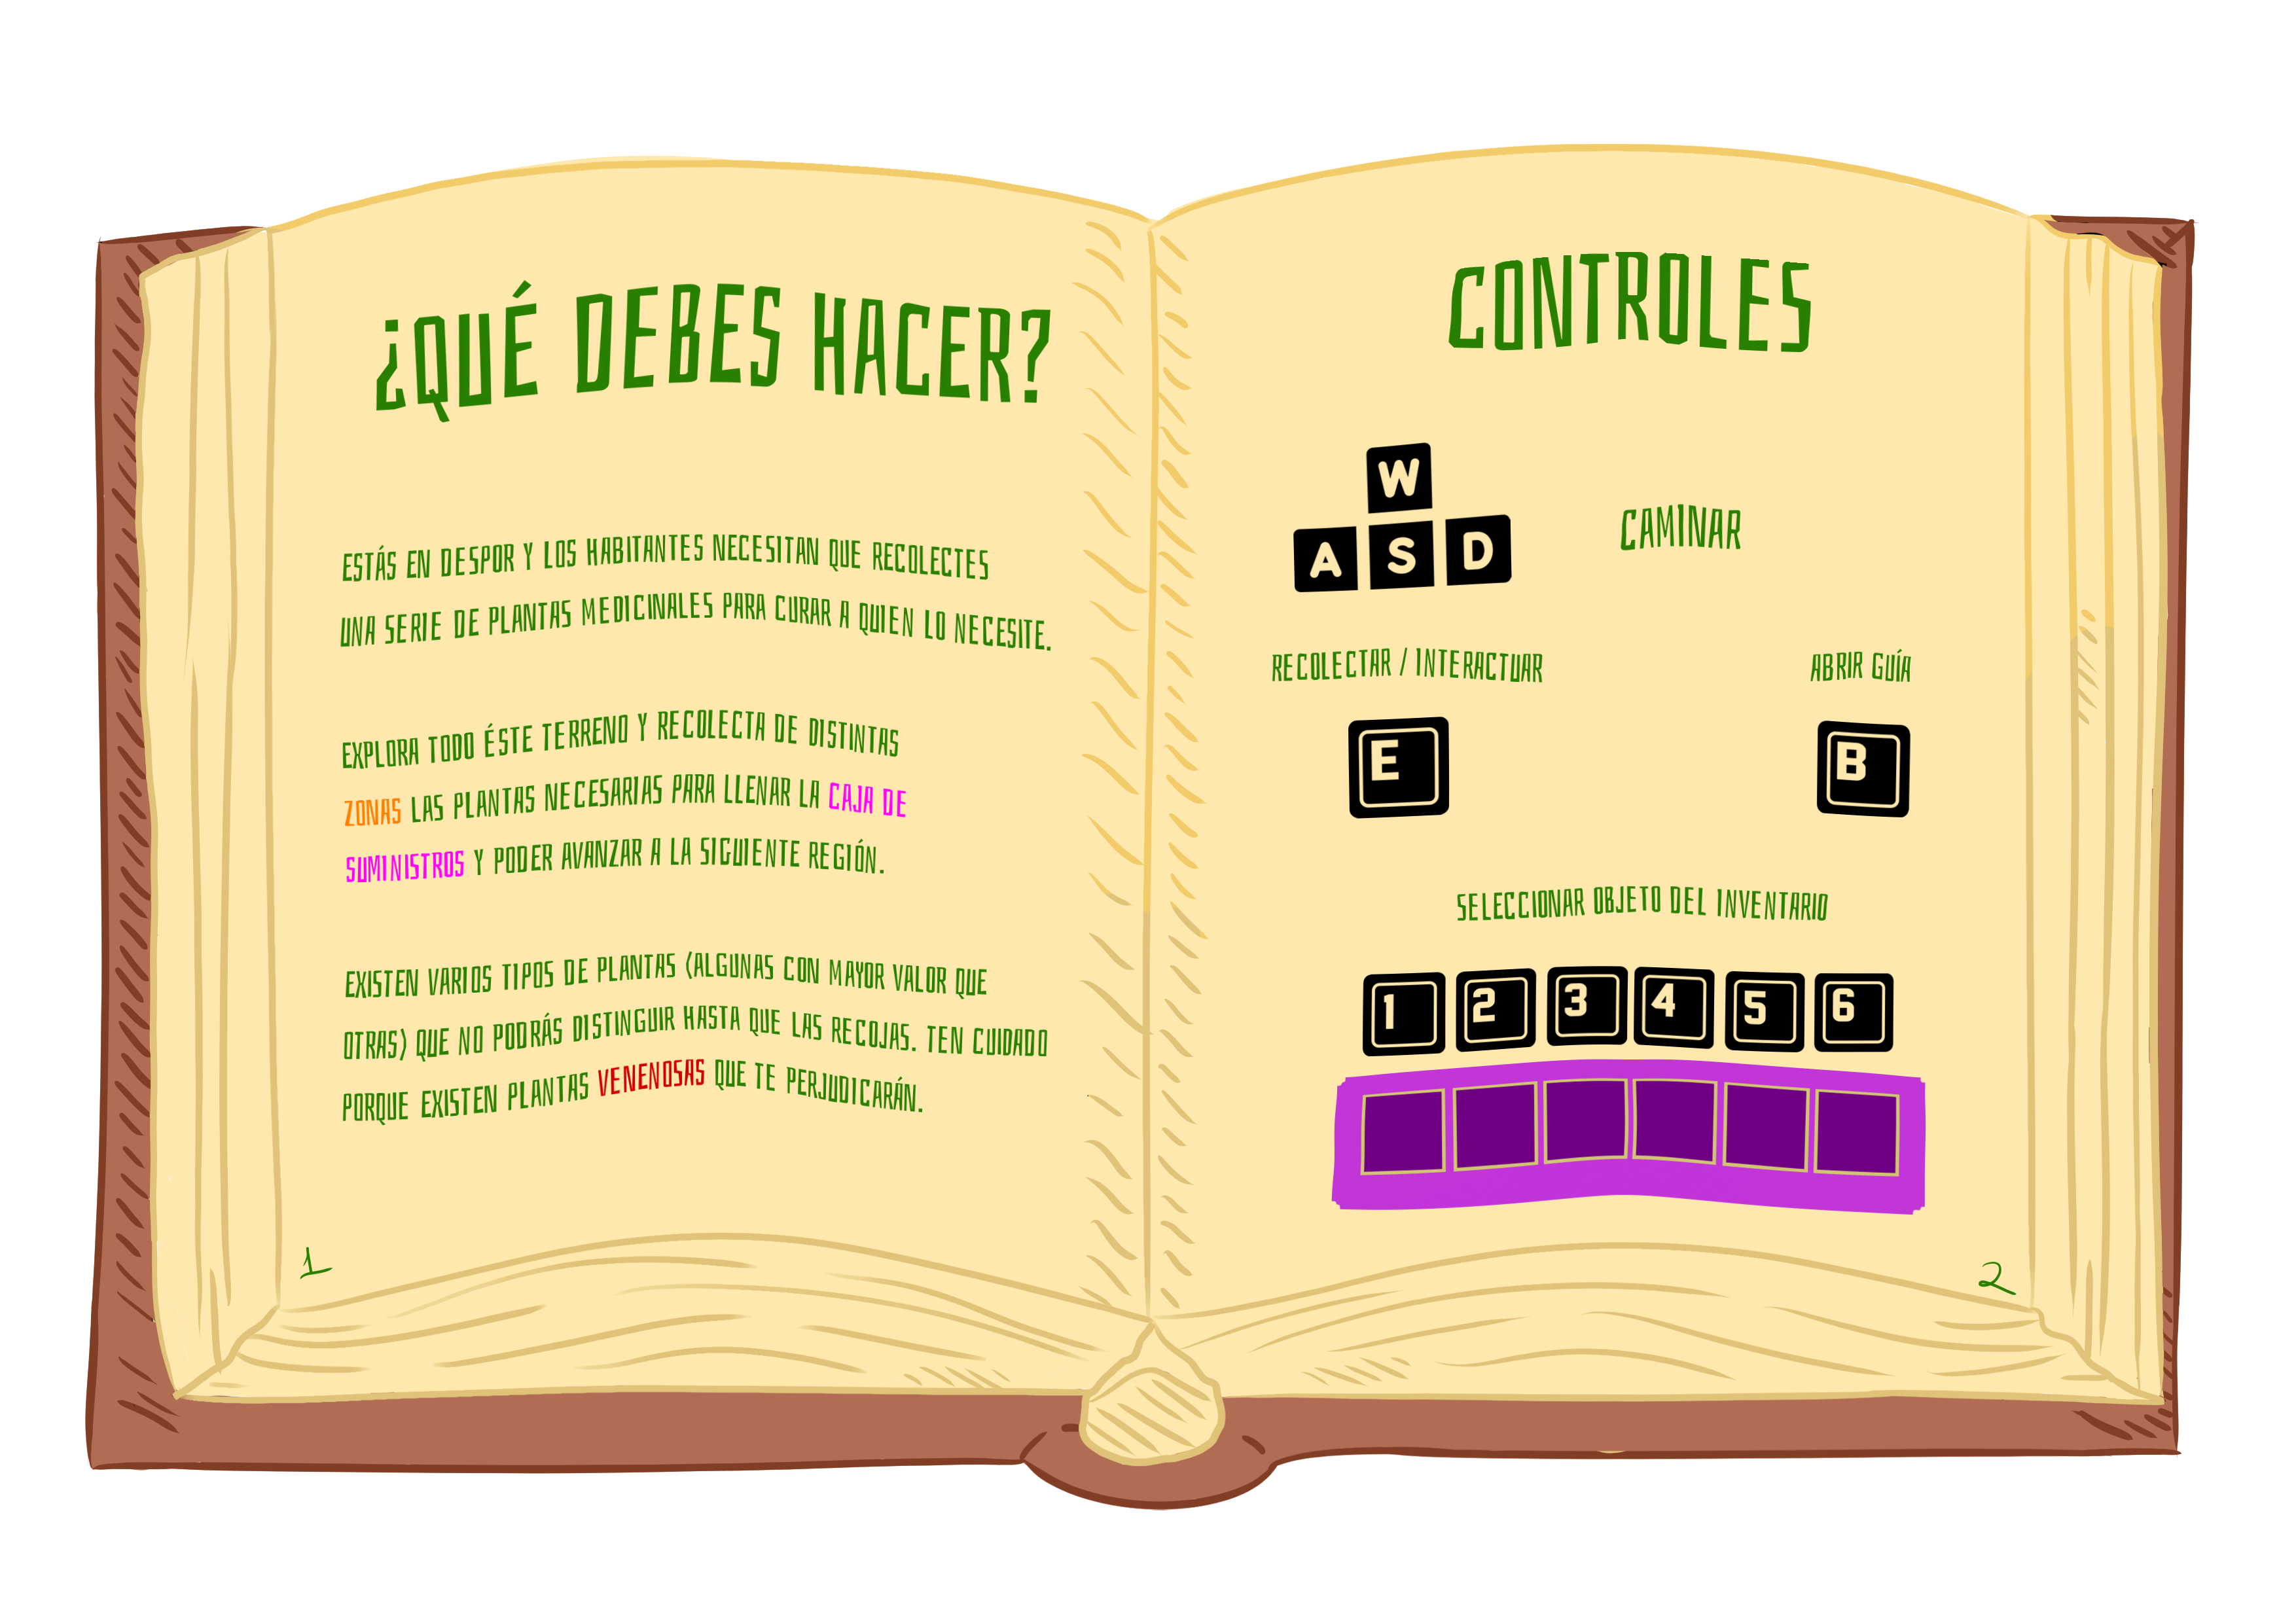 ¿QUÉ DEBES HACER?
ESTÁS EN DESPOR Y LOS HABITANTES NECESITAN QUE RECOLECTES
UNA SERIE DE PLANTAS MEDICINALES PARA CURAR A QUIEN LO NECESITE.
EXPLORA TODO ÉSTE TERRENO Y RECOLECTA DE DISTINTAS
ZONAS LAS PLANTAS NECESARIAS PARA LLENAR LA CAJA DE
SUMINISTROS Y PODER AVANZAR A LA SIGUIENTE REGIÓN.
EXISTEN VARIOS TIPOS DE PLANTAS (ALGUNAS CON MAYOR VALOR QUE
OTRAS) QUE NO PODRÁS DISTINGUIR HASTA QUE LAS RECOJAS. TEN CUIDADO
PORQUE EXISTEN PLANTAS VENENOSAS QUE TE PERJUDICARÁN.
1
CONTROLES
W
A S D
CAMINAR
RECOLECTAR / INTERACTUAR
E
ABRIR GUÍA
B
SELECCIONAR OBJETO DEL INVENTARIO
1 2 3 4 5 6
2